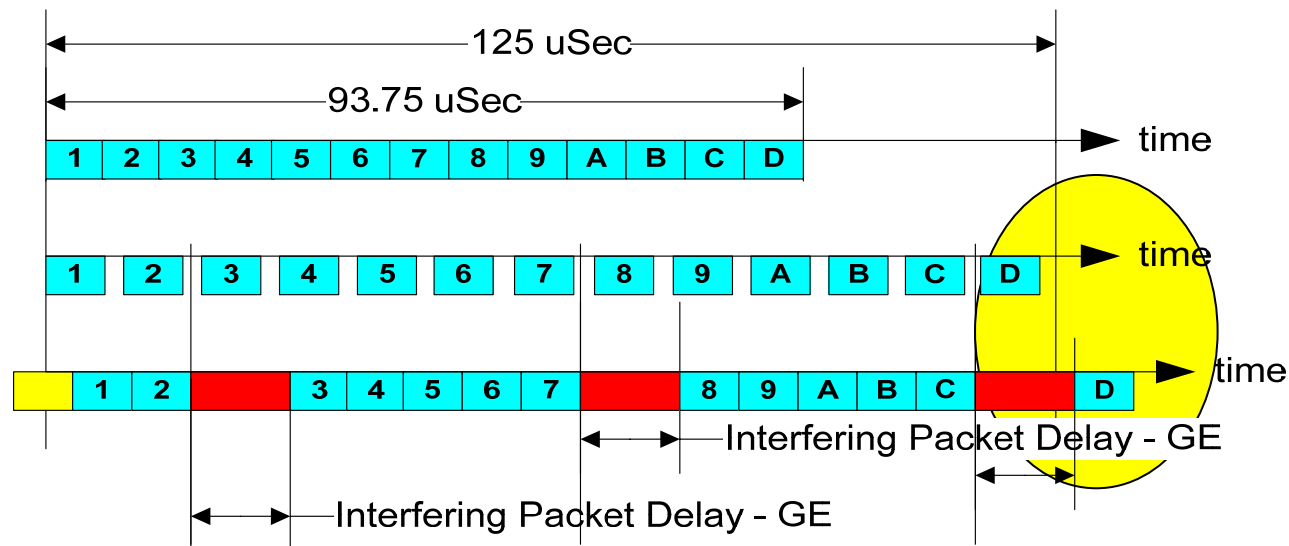 125 uSec
93.75 uSec
time
1 2 3 4 5 6 7 8 9 A B C D
time
1 2 3 4 5 6 7 8 9 A B C D
time
1 2 3 4 5 6 7 8 9 A B C D
Interfering Packet Delay - GE
Interfering Packet Delay - GE